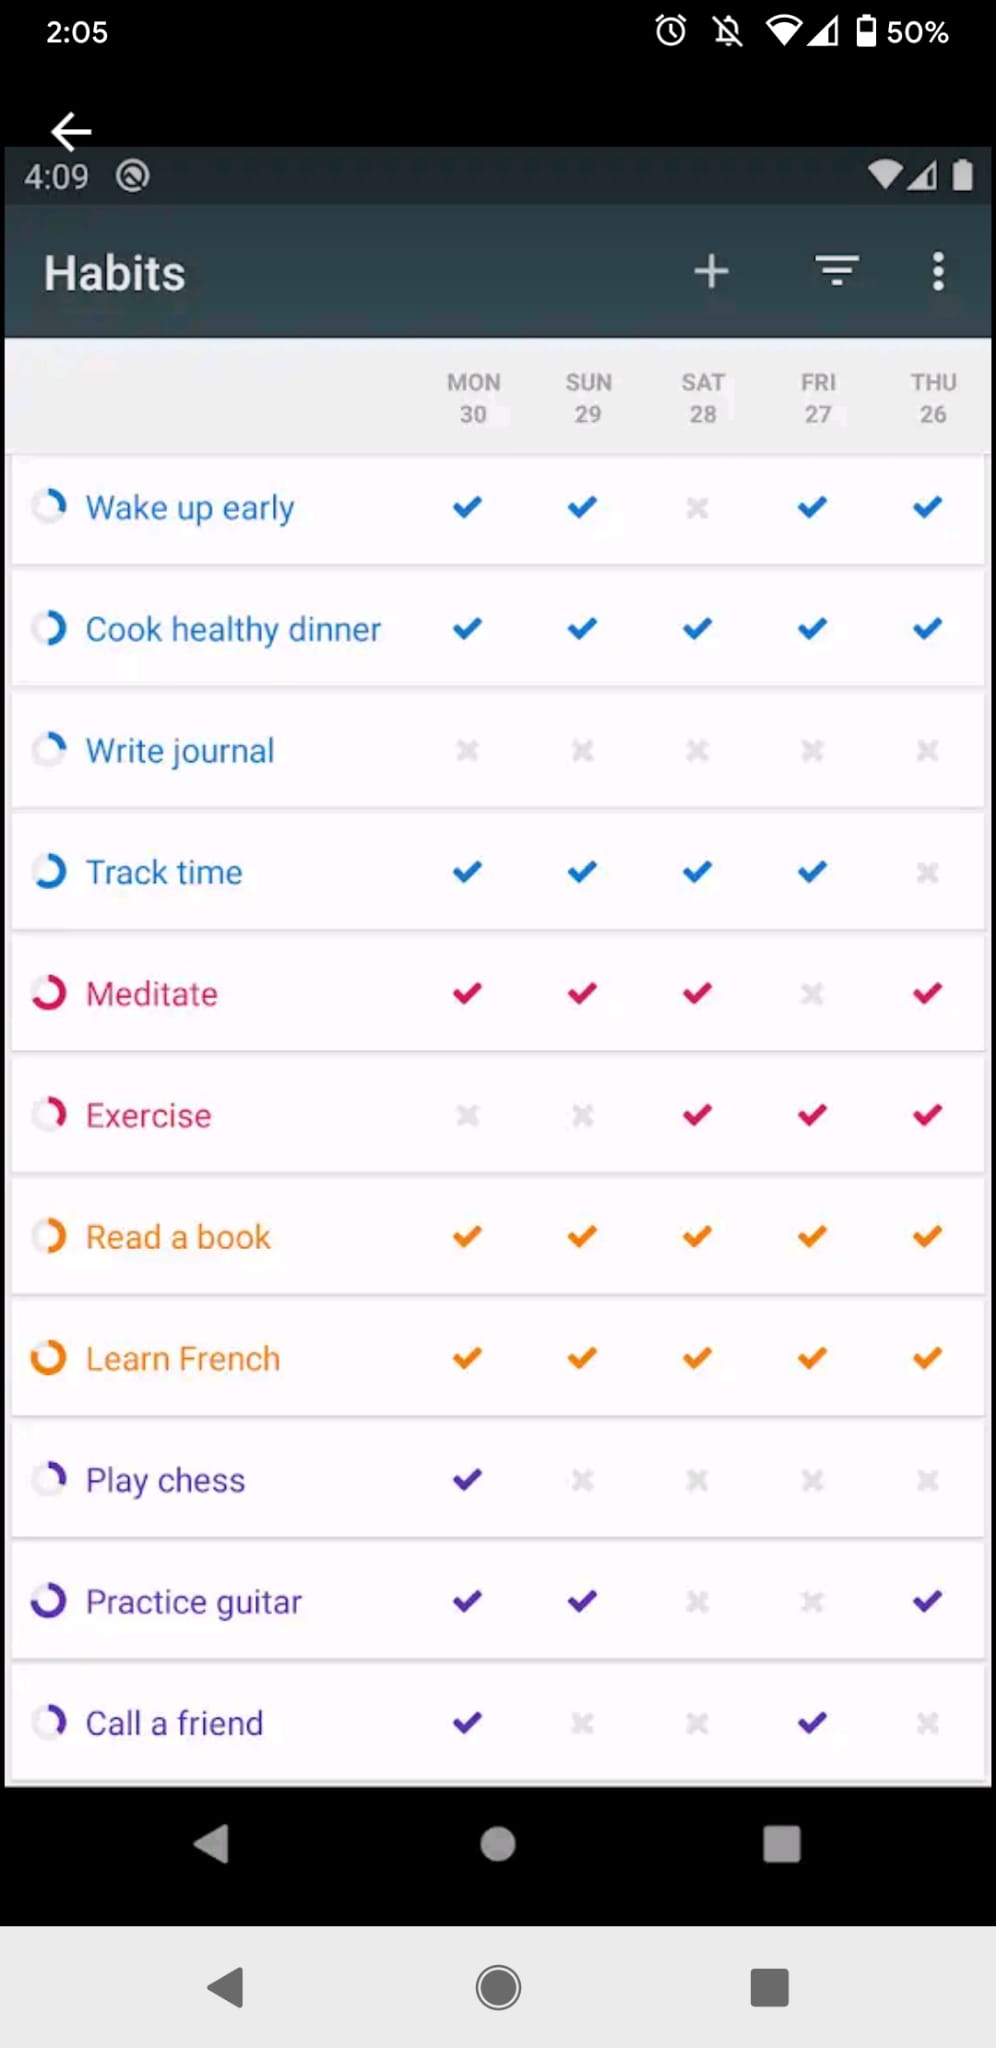 2:05 50%
4:09
Habits
MON SUN SAT FRI THU
30 29 28 27 26
Wake up early
Cook healthy dinner
Write journal
Track time
Meditate
Exercise
Read a book
Learn French
Play chess
Practice guitar
Call a friend